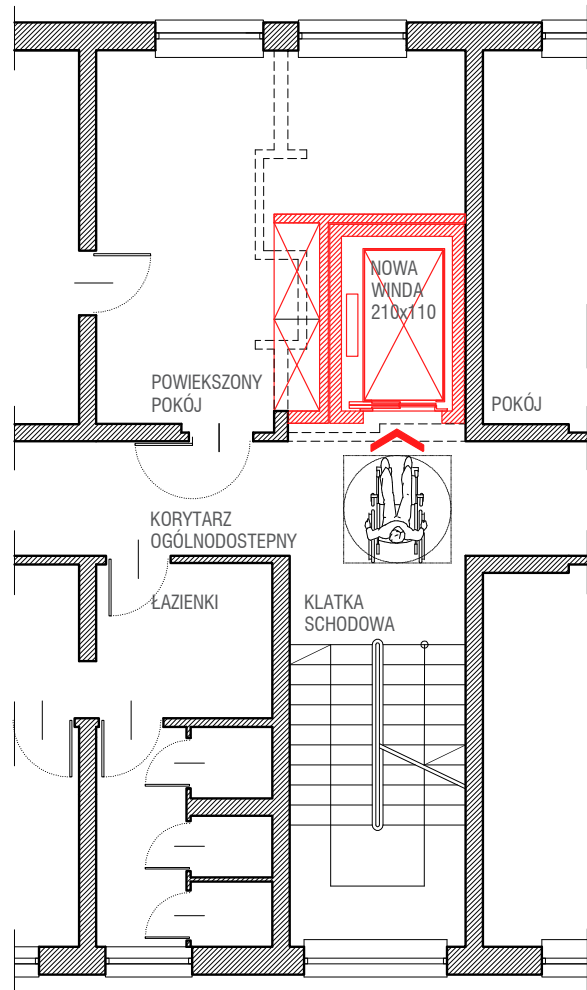 NOWA
WINDA
210x110
POWIEKSZONY
POKÓJ
POKÓJ
KORYTARZ
OGÓLNODOSTEPNY
ŁAZIENKI
KLATKA
SCHODOWA